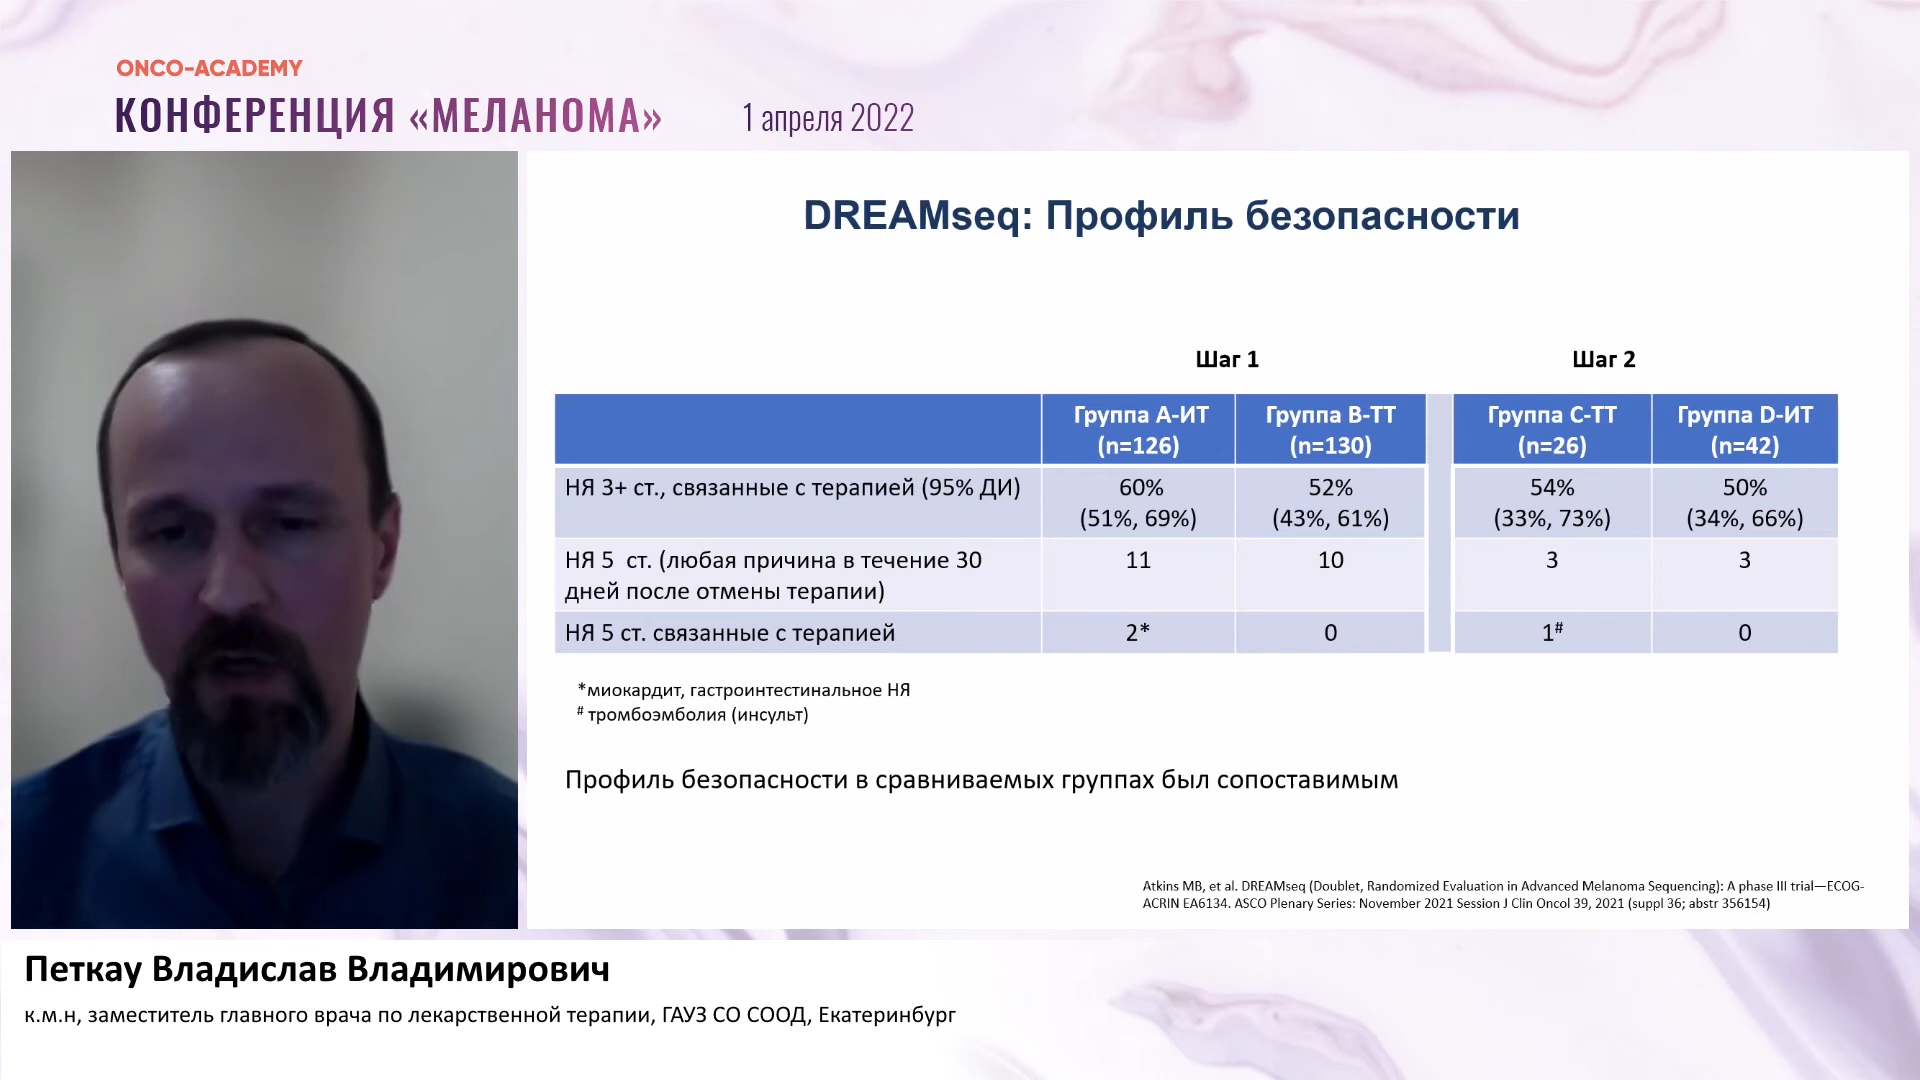 ONCO-ACADEMY
КОНФЕРЕНЦИЯ «МЕЛАНОМА» 1 апреля 2022
DREAMseq: Профиль безопасности
Шаг 1 Шаг 2
Группа А-ИТ (n=126) Группа В-ТТ (n=130) Группа С-ТТ (n=26) Группа D-ИТ (n=42)
НЯ 3+ ст., связанные с терапией (95% ДИ) 60% 52% 54% 50%
(51%, 69%) (43%, 61%) (33%, 73%) (34%, 66%)
НЯ 5 ст. (любая причина в течение 30 11 10 3 3
дней после отмены терапии)
НЯ 5 ст. связанные с терапией 2* 0 1# 0
*миокардит, гастроинтестинальное НЯ
# тромбоэмболия (инсульт)
Профиль безопасности в сравниваемых группах был сопоставимым
Atkins MB, et al. DREAMseq (Doublet, Randomized Evaluation in Advanced Melanoma Sequencing): A phase III trial—ECOG-
ACRIN EA6134. ASCO Plenary Series: November 2021 Session J Clin Oncol 39, 2021 (suppl 36; abstr 356154)
Петкау Владислав Владимирович
к.м.н, заместитель главного врача по лекарственной терапии, ГАУЗ СО СООД, Екатеринбург